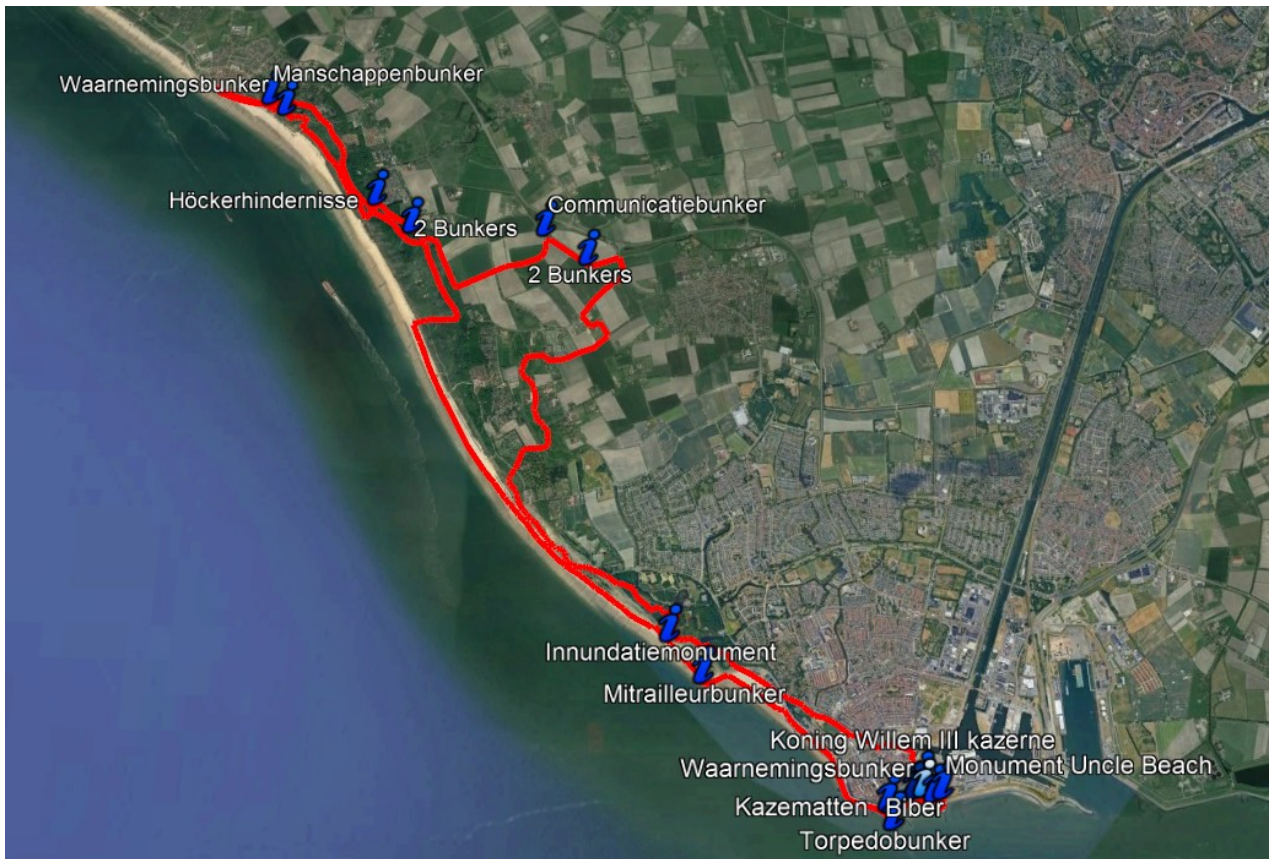 Waarnemingsbunker
Manschappenbunker
Höckerhindernisse
2 Bunkers
Communicatiebunker
2 Bunkers
Innundatiemonument
Mitrailleurbunker
Koning Willem III kazerne
Waarnemingsbunker
Monument Uncle Beach
Kazematten
Biber
Torpedobunker